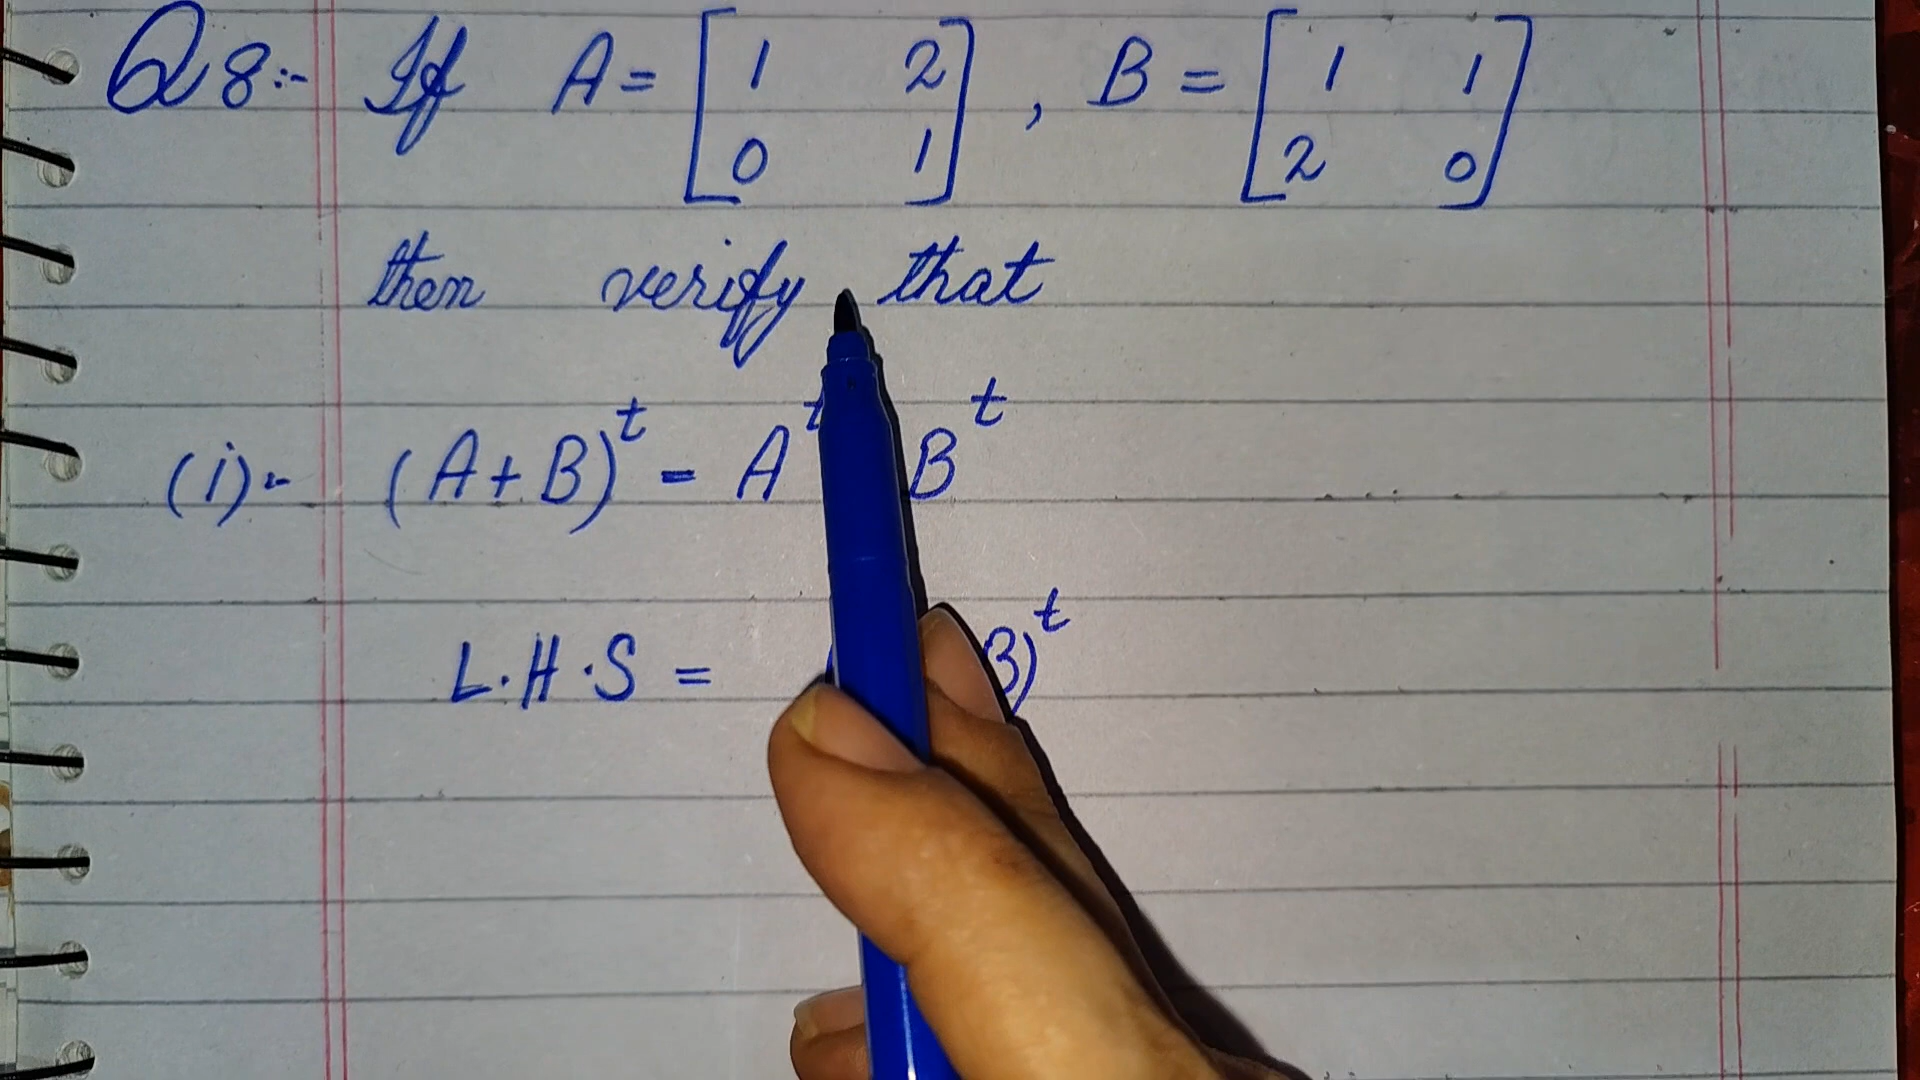 Q8:- If A = [1 2 0 1], B = [1 1 2 0]
then verify that
(i):- (A+B)^t = A^t B^t
L.H.S = B)^t